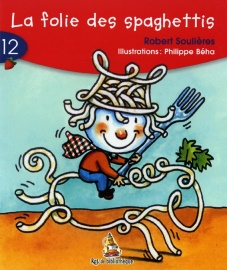 La folie des spaghettis
Robert Soulières
Illustrations: Philippe Béha
12